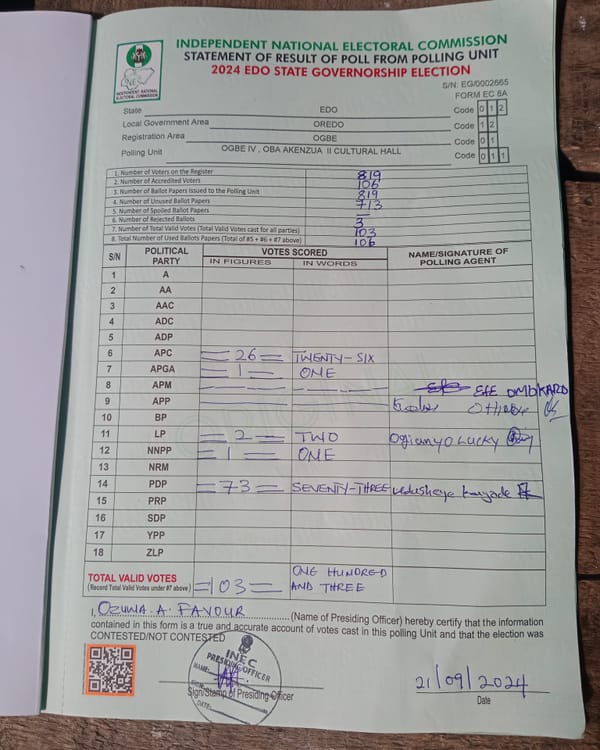 INDEPENDENT NATIONAL ELECTORAL COMMISSION
STATEMENT OF RESULT OF POLL FROM POLLING UNIT
2024 EDO STATE GOVERNORSHIP ELECTION
INDEPENDENT NATIONAL ELECTORAL COMMISSION
S/N: EG/0002665
FORM EC 8A
State EDO Code 0 1 2
Local Government Area OREDO Code 1 2
Registration Area OGBE Code 0 1
Polling Unit OGBE IV , OBA AKENZUA II CULTURAL HALL Code 0 1 1
1. Number of Voters on the Register 819
2. Number of Accredited Voters 106
3. Number of Ballot Papers Issued to the Polling Unit 819
4. Number of Unused Ballot Papers 713
5. Number of Spoiled Ballot Papers —
6. Number of Rejected Ballots 3
7. Number of Total Valid Votes (Total Valid Votes cast for all parties) 103
8. Total Number of Used Ballots Papers (Total of #5 + #6 + #7 above) 106
S/N POLITICAL PARTY VOTES SCORED NAME/SIGNATURE OF POLLING AGENT
IN FIGURES IN WORDS
1 A
2 AA
3 AAC
4 ADC
5 ADP
6 APC = 26 = TWENTY-SIX
7 APGA = 1 = ONE
8 APM
9 APP
10 BP
11 LP = 2 = TWO LUCKY
12 NNPP = 1 = ONE
13 NRM
14 PDP = 73 = SEVENTY-THREE
15 PRP
16 SDP
17 YPP
18 ZLP
TOTAL VALID VOTES =103= ONE HUNDRED AND THREE
(Record Total Valid Votes under #7 above)
I, OZUWA. A. FAVOUR (Name of Presiding Officer) hereby certify that the information
contained in this form is a true and accurate account of votes cast in this polling Unit and that the election was
CONTESTED/NOT CONTESTED
INEC
PRESIDING OFFICER
NAME:
SIGN:
DATE:
Sign/Stamp of Presiding Officer
21/09/2024
Date